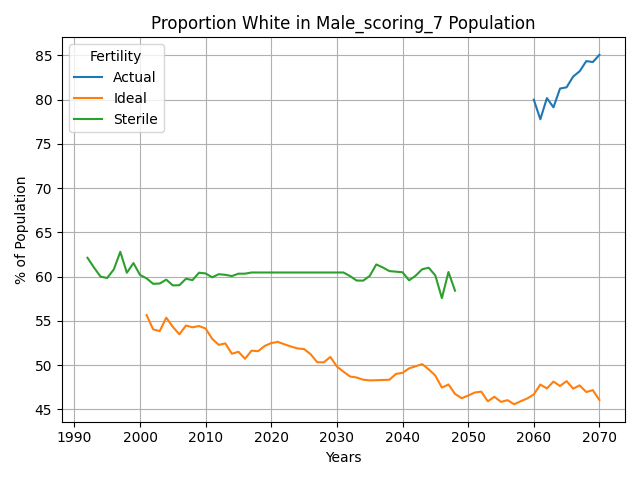 Proportion White in Male_scoring_7 Population
Fertility
Actual
Ideal
Sterile
% of Population
85
80
75
70
65
60
55
50
45
1990 2000 2010 2020 2030 2040 2050 2060 2070
Years